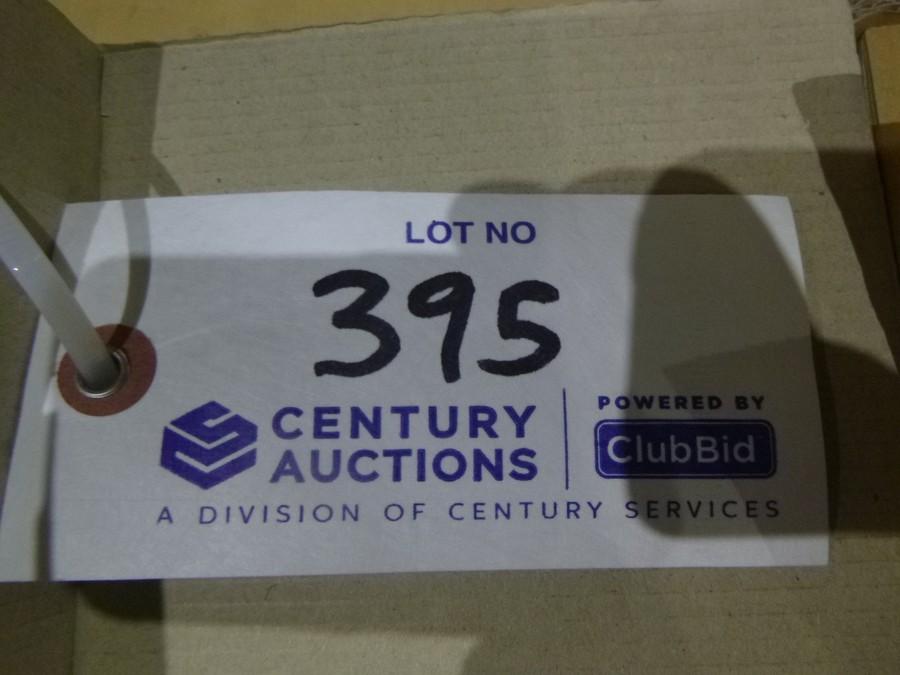 LOT NO
395
CENTURY AUCTIONS
POWERED BY
ClubBid
A DIVISION OF CENTURY SERVICES